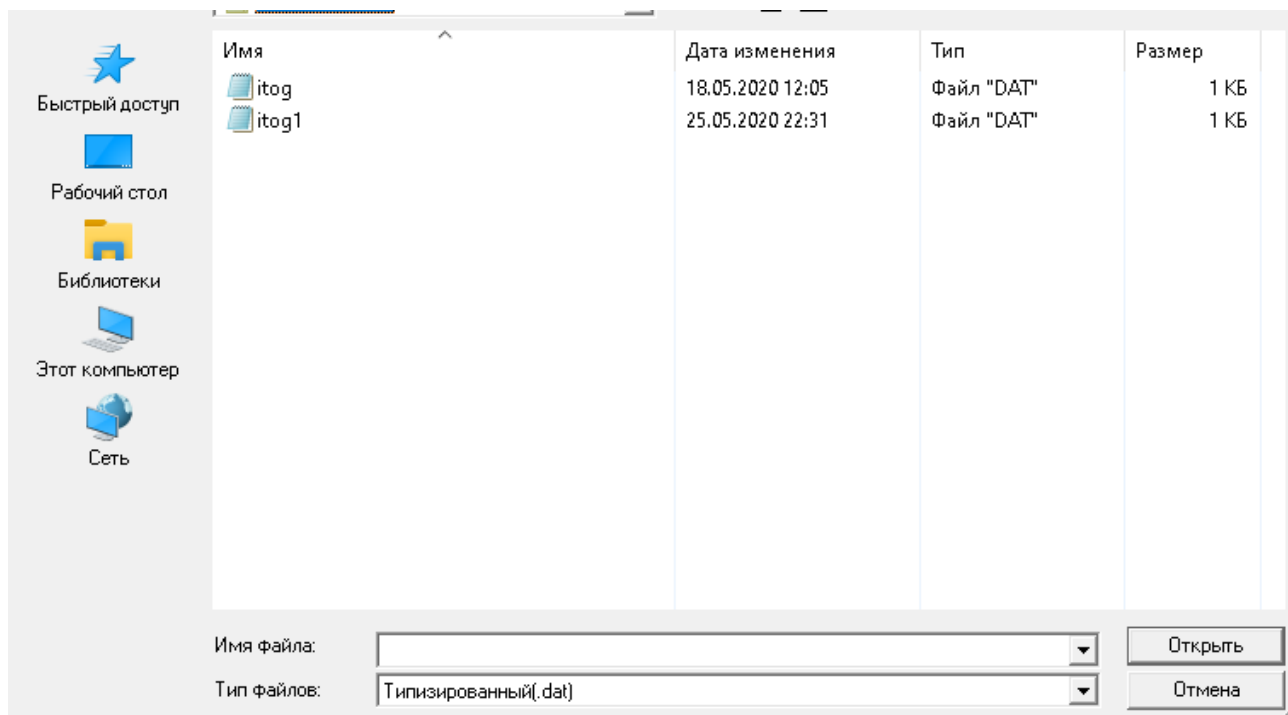 Имя Дата изменения Тип Размер
itog 18.05.2020 12:05 Файл "DAT" 1 КБ
itog1 25.05.2020 22:31 Файл "DAT" 1 КБ
Быстрый доступ
Рабочий стол
Библиотеки
Этот компьютер
Сеть
Имя файла: Открыть
Тип файлов: Типизированный(.dat) Отмена